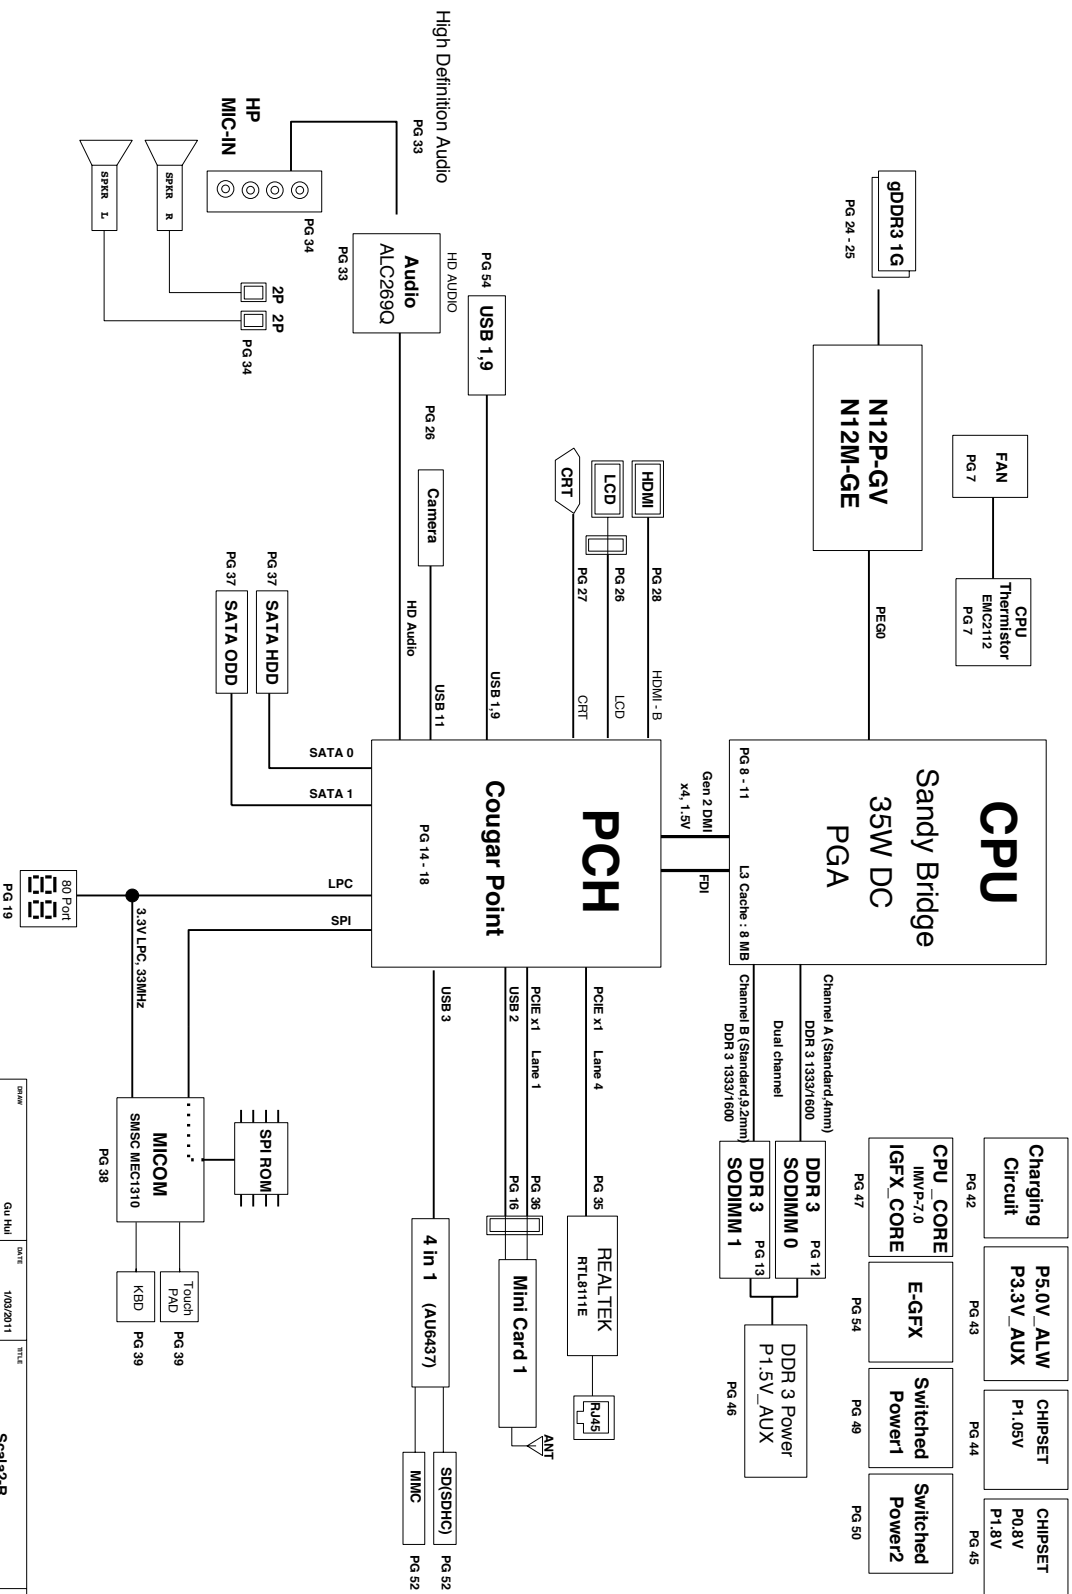 High Definition Audio
gDDR3 1G
PG 24 - 25
N12P-GV
N12M-GE
FAN
PG 7
CPU
Thermistor
EMC2112
PG 7
PEG0
CPU
Sandy Bridge
35W DC
PGA
PG 8 - 11
L3 Cache : 8 MB
Channel A (Standard,4mm)
DDR 3 1333/1600
Dual channel
Channel B (Standard,9.2mm)
DDR 3 1333/1600
DDR 3
SODIMM 0
PG 12
DDR 3
SODIMM 1
PG 13
DDR 3 Power
P1.5V_AUX
PG 46
Charging
Circuit
PG 42
P5.0V_ALW
P3.3V_AUX
PG 43
CHIPSET
P1.05V
PG 44
CHIPSET
P0.8V
P1.8V
PG 45
CPU_CORE
IMVP-7.0
IGFX_CORE
PG 47
E-GFX
PG 54
Switched
Power1
PG 49
Switched
Power2
PG 50
Gen 2 DMI
x4, 1.5V
FDI
HDMI
PG 28
HDMI - B
LCD
PG 26
LCD
CRT
PG 27
CRT
PCH
Cougar Point
PG 14 - 18
PG 54
USB 1,9
USB 1,9
PG 26
Camera
USB 11
HD AUDIO
Audio
ALC269Q
PG 33
HD Audio
PG 33
HP
MIC-IN
PG 34
SPKR R
SPKR L
2P
2P
PG 34
PG 37
SATA HDD
PG 37
SATA ODD
SATA 0
SATA 1
LPC
SPI
80 Port
PG 19
3.3V LPC, 33MHz
MICOM
SMSC MEC1310
PG 38
SPI ROM
Touch
PAD
PG 39
KBD
PG 39
PCIE x1
Lane 4
PG 35
REALTEK
RTL8111E
RJ45
PCIE x1
Lane 1
PG 36
USB 2
PG 16
Mini Card 1
ANT
USB 3
4 in 1 (AU6437)
SD(SDHC)
PG 52
MMC
PG 52
DRAW
Gu Hui
DATE
1/03/2011
TITLE